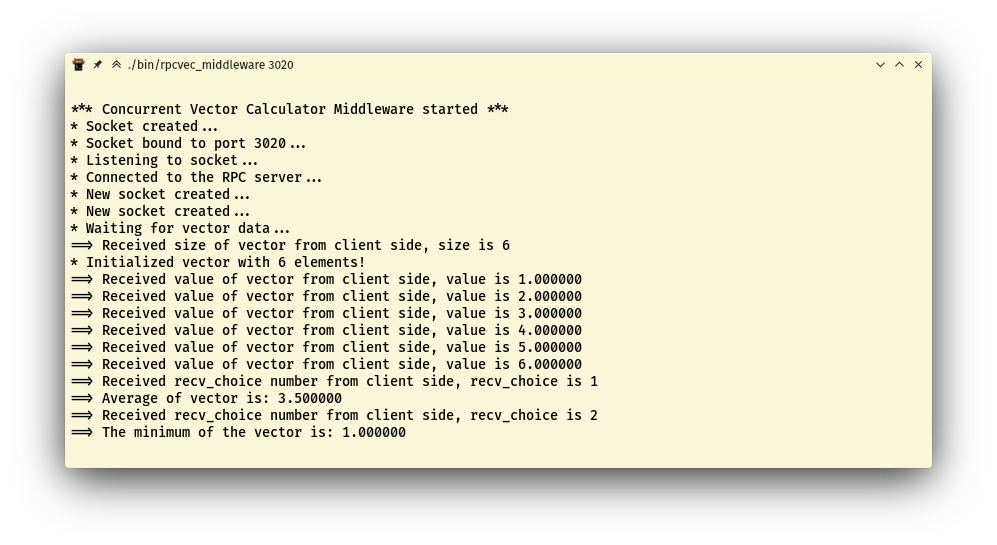 ./bin/rpcvec_middleware 3020
*** Concurrent Vector Calculator Middleware started ***
* Socket created...
* Socket bound to port 3020...
* Listening to socket...
* Connected to the RPC server...
* New socket created...
* New socket created...
* Waiting for vector data...
==> Received size of vector from client side, size is 6
* Initialized vector with 6 elements!
==> Received value of vector from client side, value is 1.000000
==> Received value of vector from client side, value is 2.000000
==> Received value of vector from client side, value is 3.000000
==> Received value of vector from client side, value is 4.000000
==> Received value of vector from client side, value is 5.000000
==> Received value of vector from client side, value is 6.000000
==> Received recv_choice number from client side, recv_choice is 1
==> Average of vector is: 3.500000
==> Received recv_choice number from client side, recv_choice is 2
==> The minimum of the vector is: 1.000000